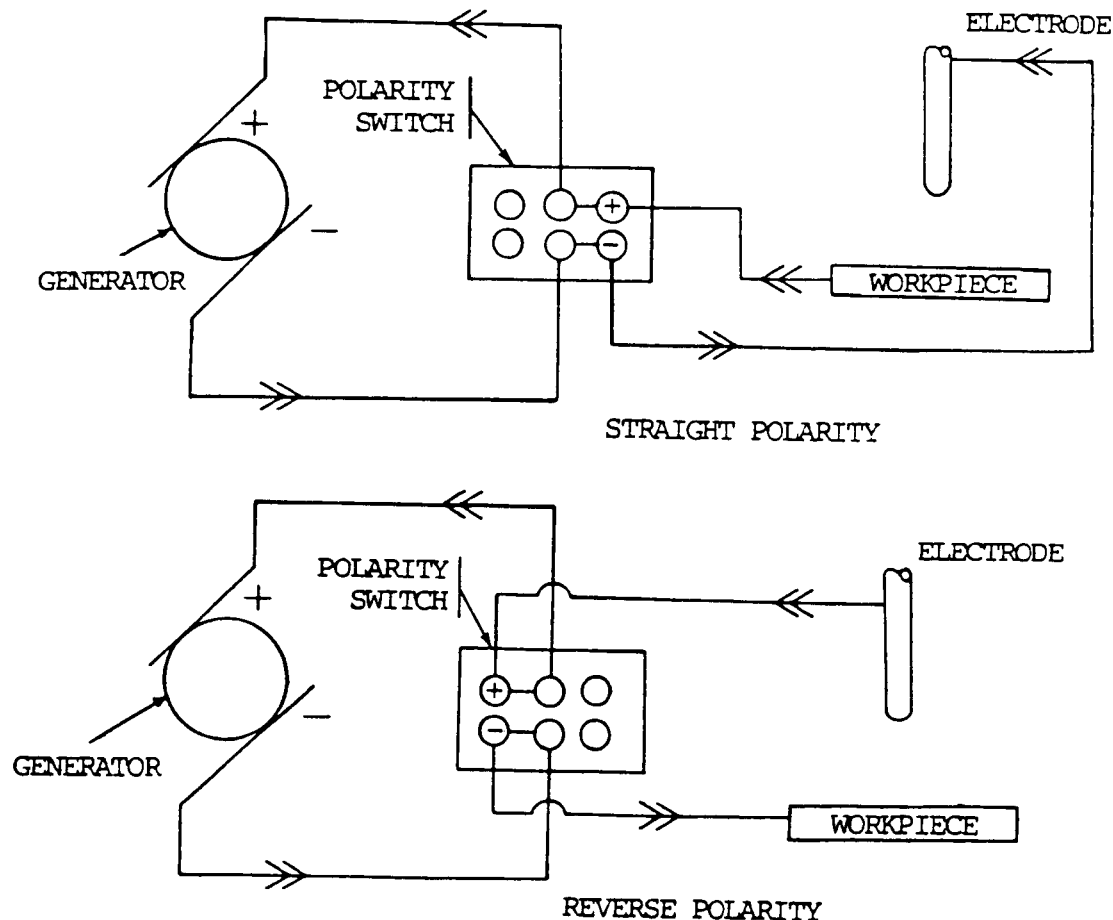 ELECTRODE
POLARITY
SWITCH
+
+
−
−
GENERATOR
WORKPIECE
STRAIGHT POLARITY
ELECTRODE
POLARITY
SWITCH
+
+
−
−
GENERATOR
WORKPIECE
REVERSE POLARITY